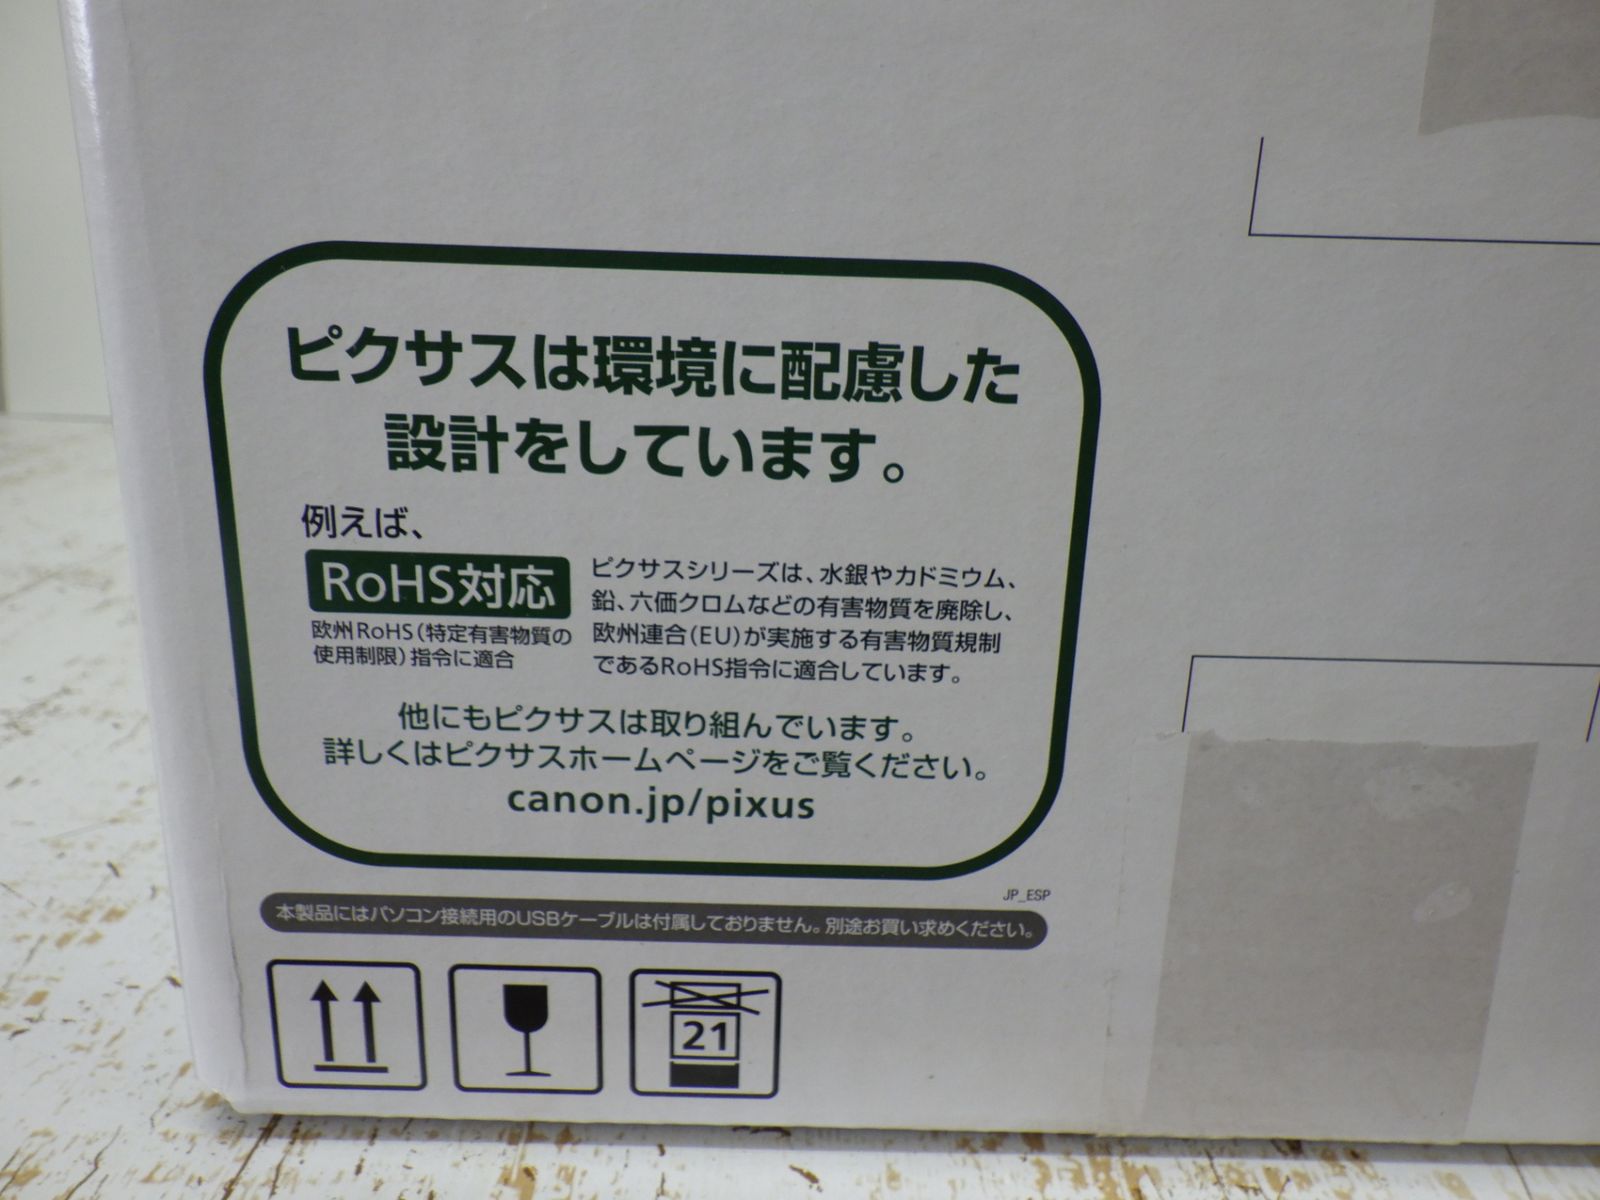 ピクサスは環境に配慮した
設計をしています。
例えば、
RoHS対応
欧州RoHS(特定有害物質の
使用制限)指令に適合
ピクサスシリーズは、水銀やカドミウム、
鉛、六価クロムなどの有害物質を廃除し、
欧州連合(EU)が実施する有害物質規制
であるRoHS指令に適合しています。
他にもピクサスは取り組んでいます。
詳しくはピクサスホームページをご覧ください。
canon.jp/pixus
JP_ESP
本製品にはパソコン接続用のUSBケーブルは付属しておりません。別途お買い求めください。
21